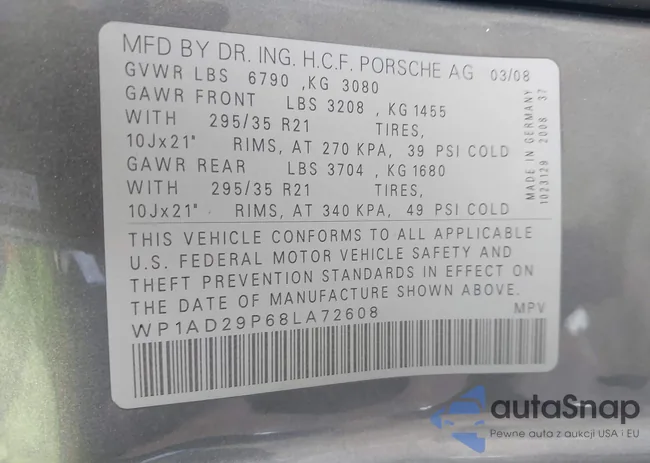 MFD BY DR. ING. H.C.F. PORSCHE AG 03/08
GVWR LBS 6790 ,KG 3080
GAWR FRONT LBS 3208 , KG 1455
WITH 295/35 R21 TIRES,
10Jx21" RIMS, AT 270 KPA, 39 PSI COLD
GAWR REAR LBS 3704 , KG 1680
WITH 295/35 R21 TIRES,
10Jx21" RIMS, AT 340 KPA, 49 PSI COLD
MADE IN GERMANY
1023129 2008 37
THIS VEHICLE CONFORMS TO ALL APPLICABLE
U.S. FEDERAL MOTOR VEHICLE SAFETY AND
THEFT PREVENTION STANDARDS IN EFFECT ON
THE DATE OF MANUFACTURE SHOWN ABOVE.
WP1AD29P68LA72608 MPV
autaSnap
Pewne auta z aukcji USA i EU